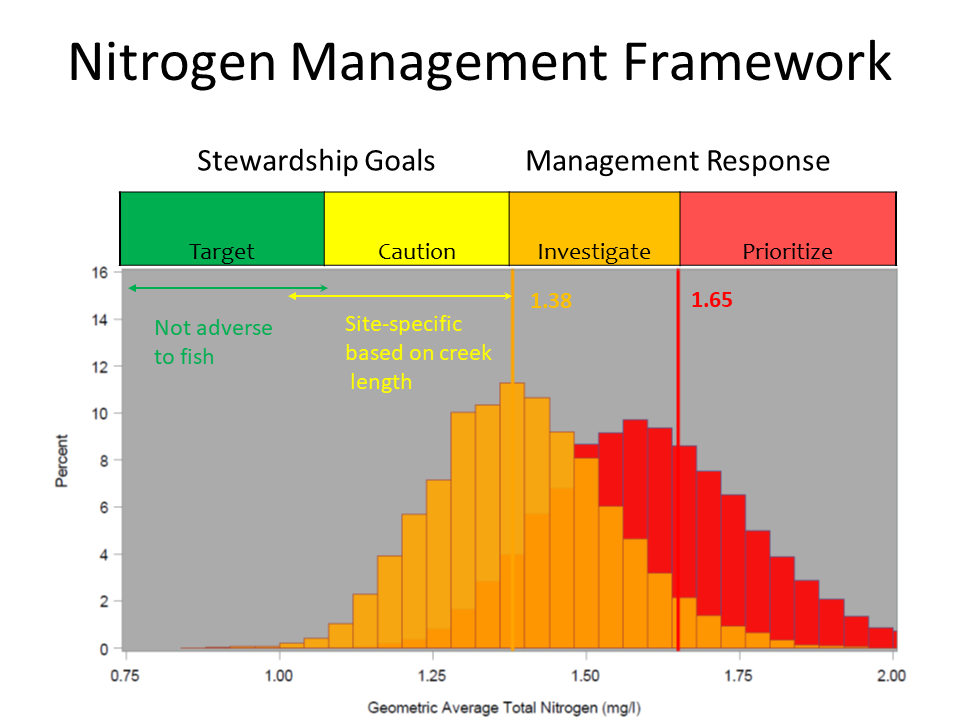 Nitrogen Management Framework
Stewardship Goals
Management Response
Target
Caution
Investigate
Prioritize
16
14
12
10
8
6
4
2
0
Percent
Not adverse
to fish
Site-specific
based on creek
length
1.38
1.65
0.75
1.00
1.25
1.50
1.75
2.00
Geometric Average Total Nitrogen (mg/l)